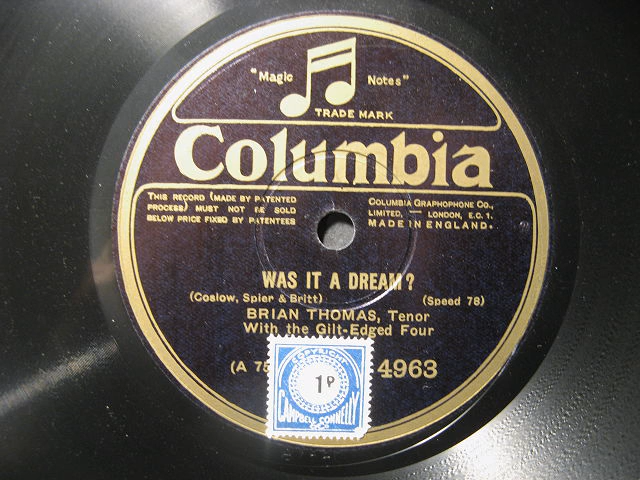 "Magic Notes"
TRADE MARK
Columbia
THIS RECORD (MADE BY PATENTED
PROCESS) MUST NOT BE SOLD
BELOW PRICE FIXED BY PATENTEES
COLUMBIA GRAPHOPHONE CO.,
LIMITED, — LONDON, E.C. 1.
MADE IN ENGLAND.
WAS IT A DREAM?
(Coslow, Spier & Britt) (Speed 78)
BRIAN THOMAS, Tenor
With the Gilt-Edged Four
(A 75 4963
COPYRIGHT
1P
CAMPBELL CONNELLY
& Co